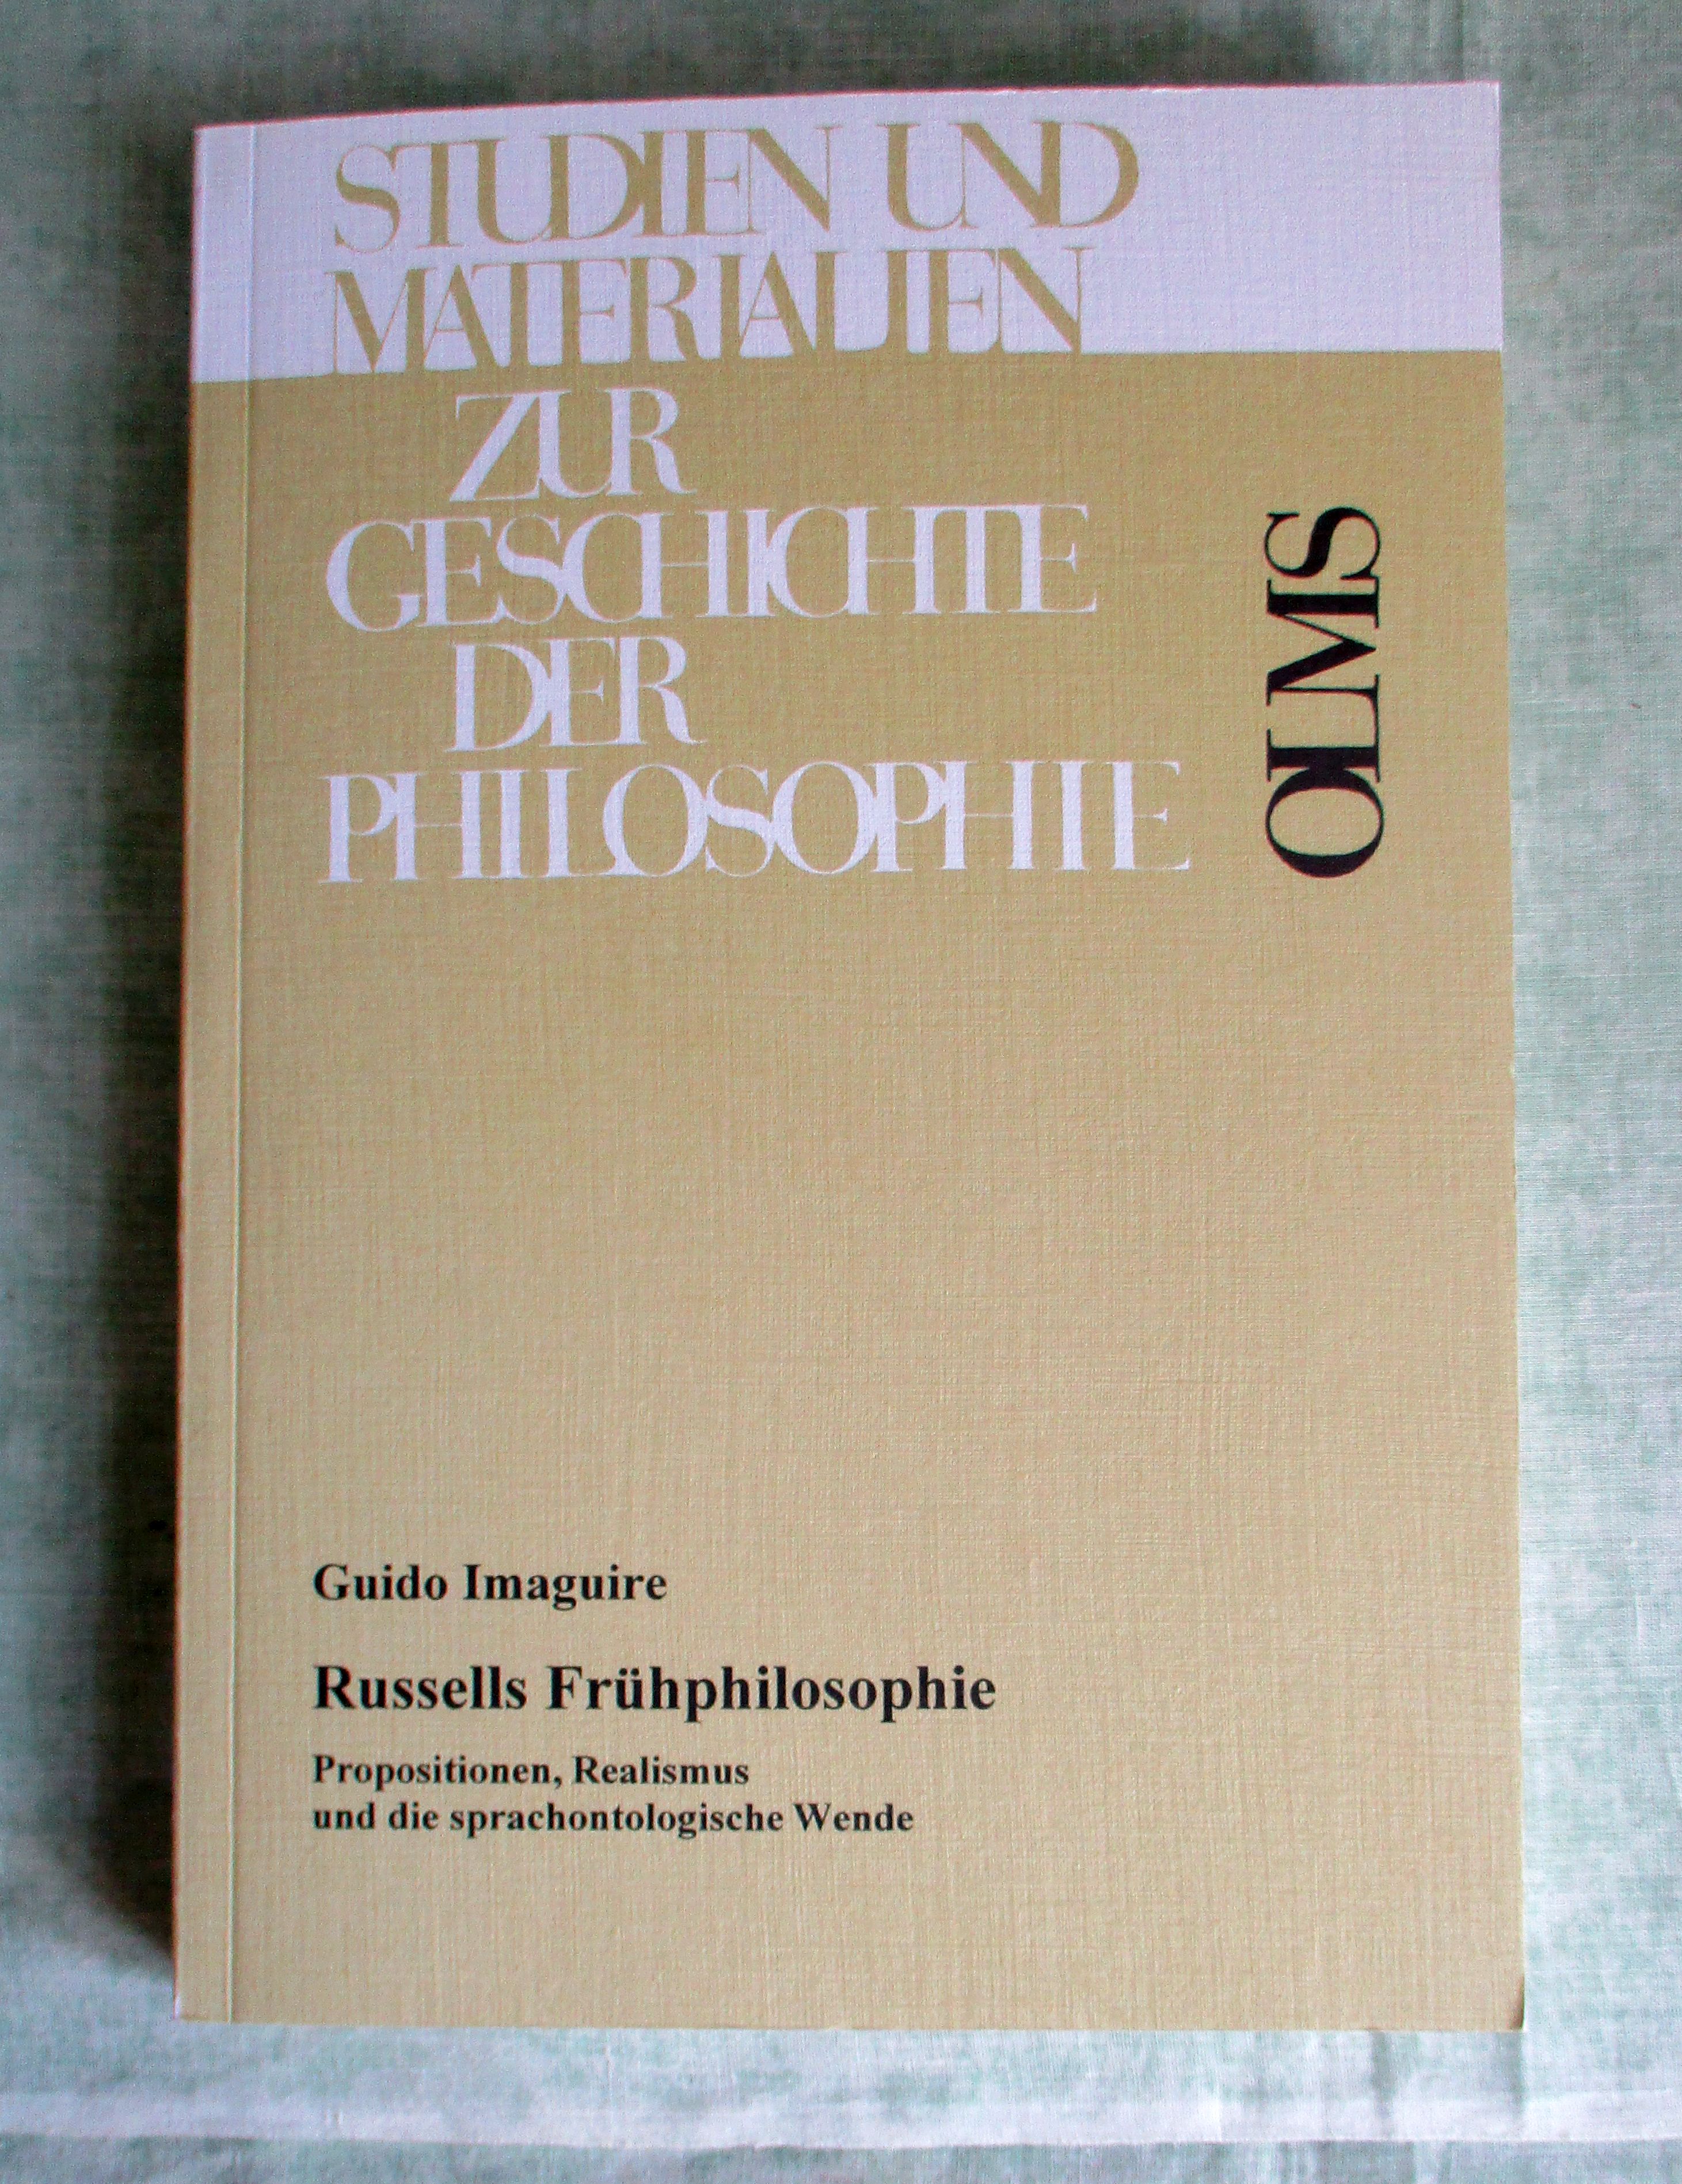 STUDIEN UND
MATERIALIEN
ZUR
GESCHICHTE
DER
PHILOSOPHIE
OLMS
Guido Imaguire
Russells Frühphilosophie
Propositionen, Realismus
und die sprachontologische Wende